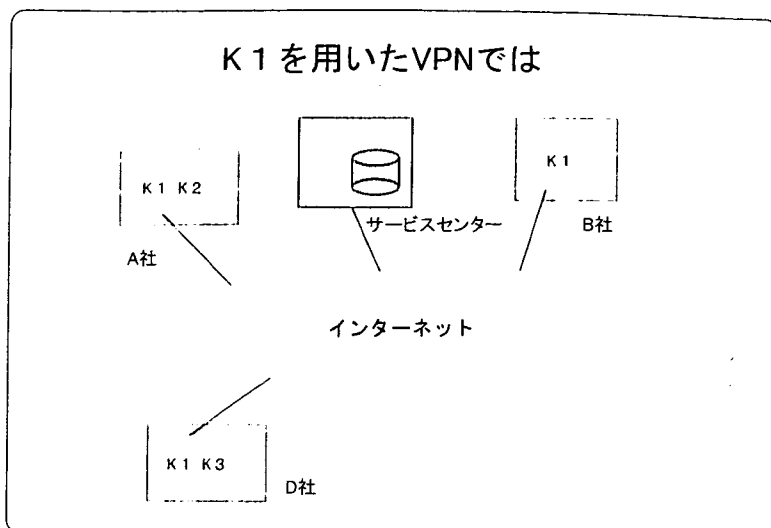 K1を用いたVPNでは
K1 K2
K1
サービスセンター
B社
A社
インターネット
K1 K3
D社